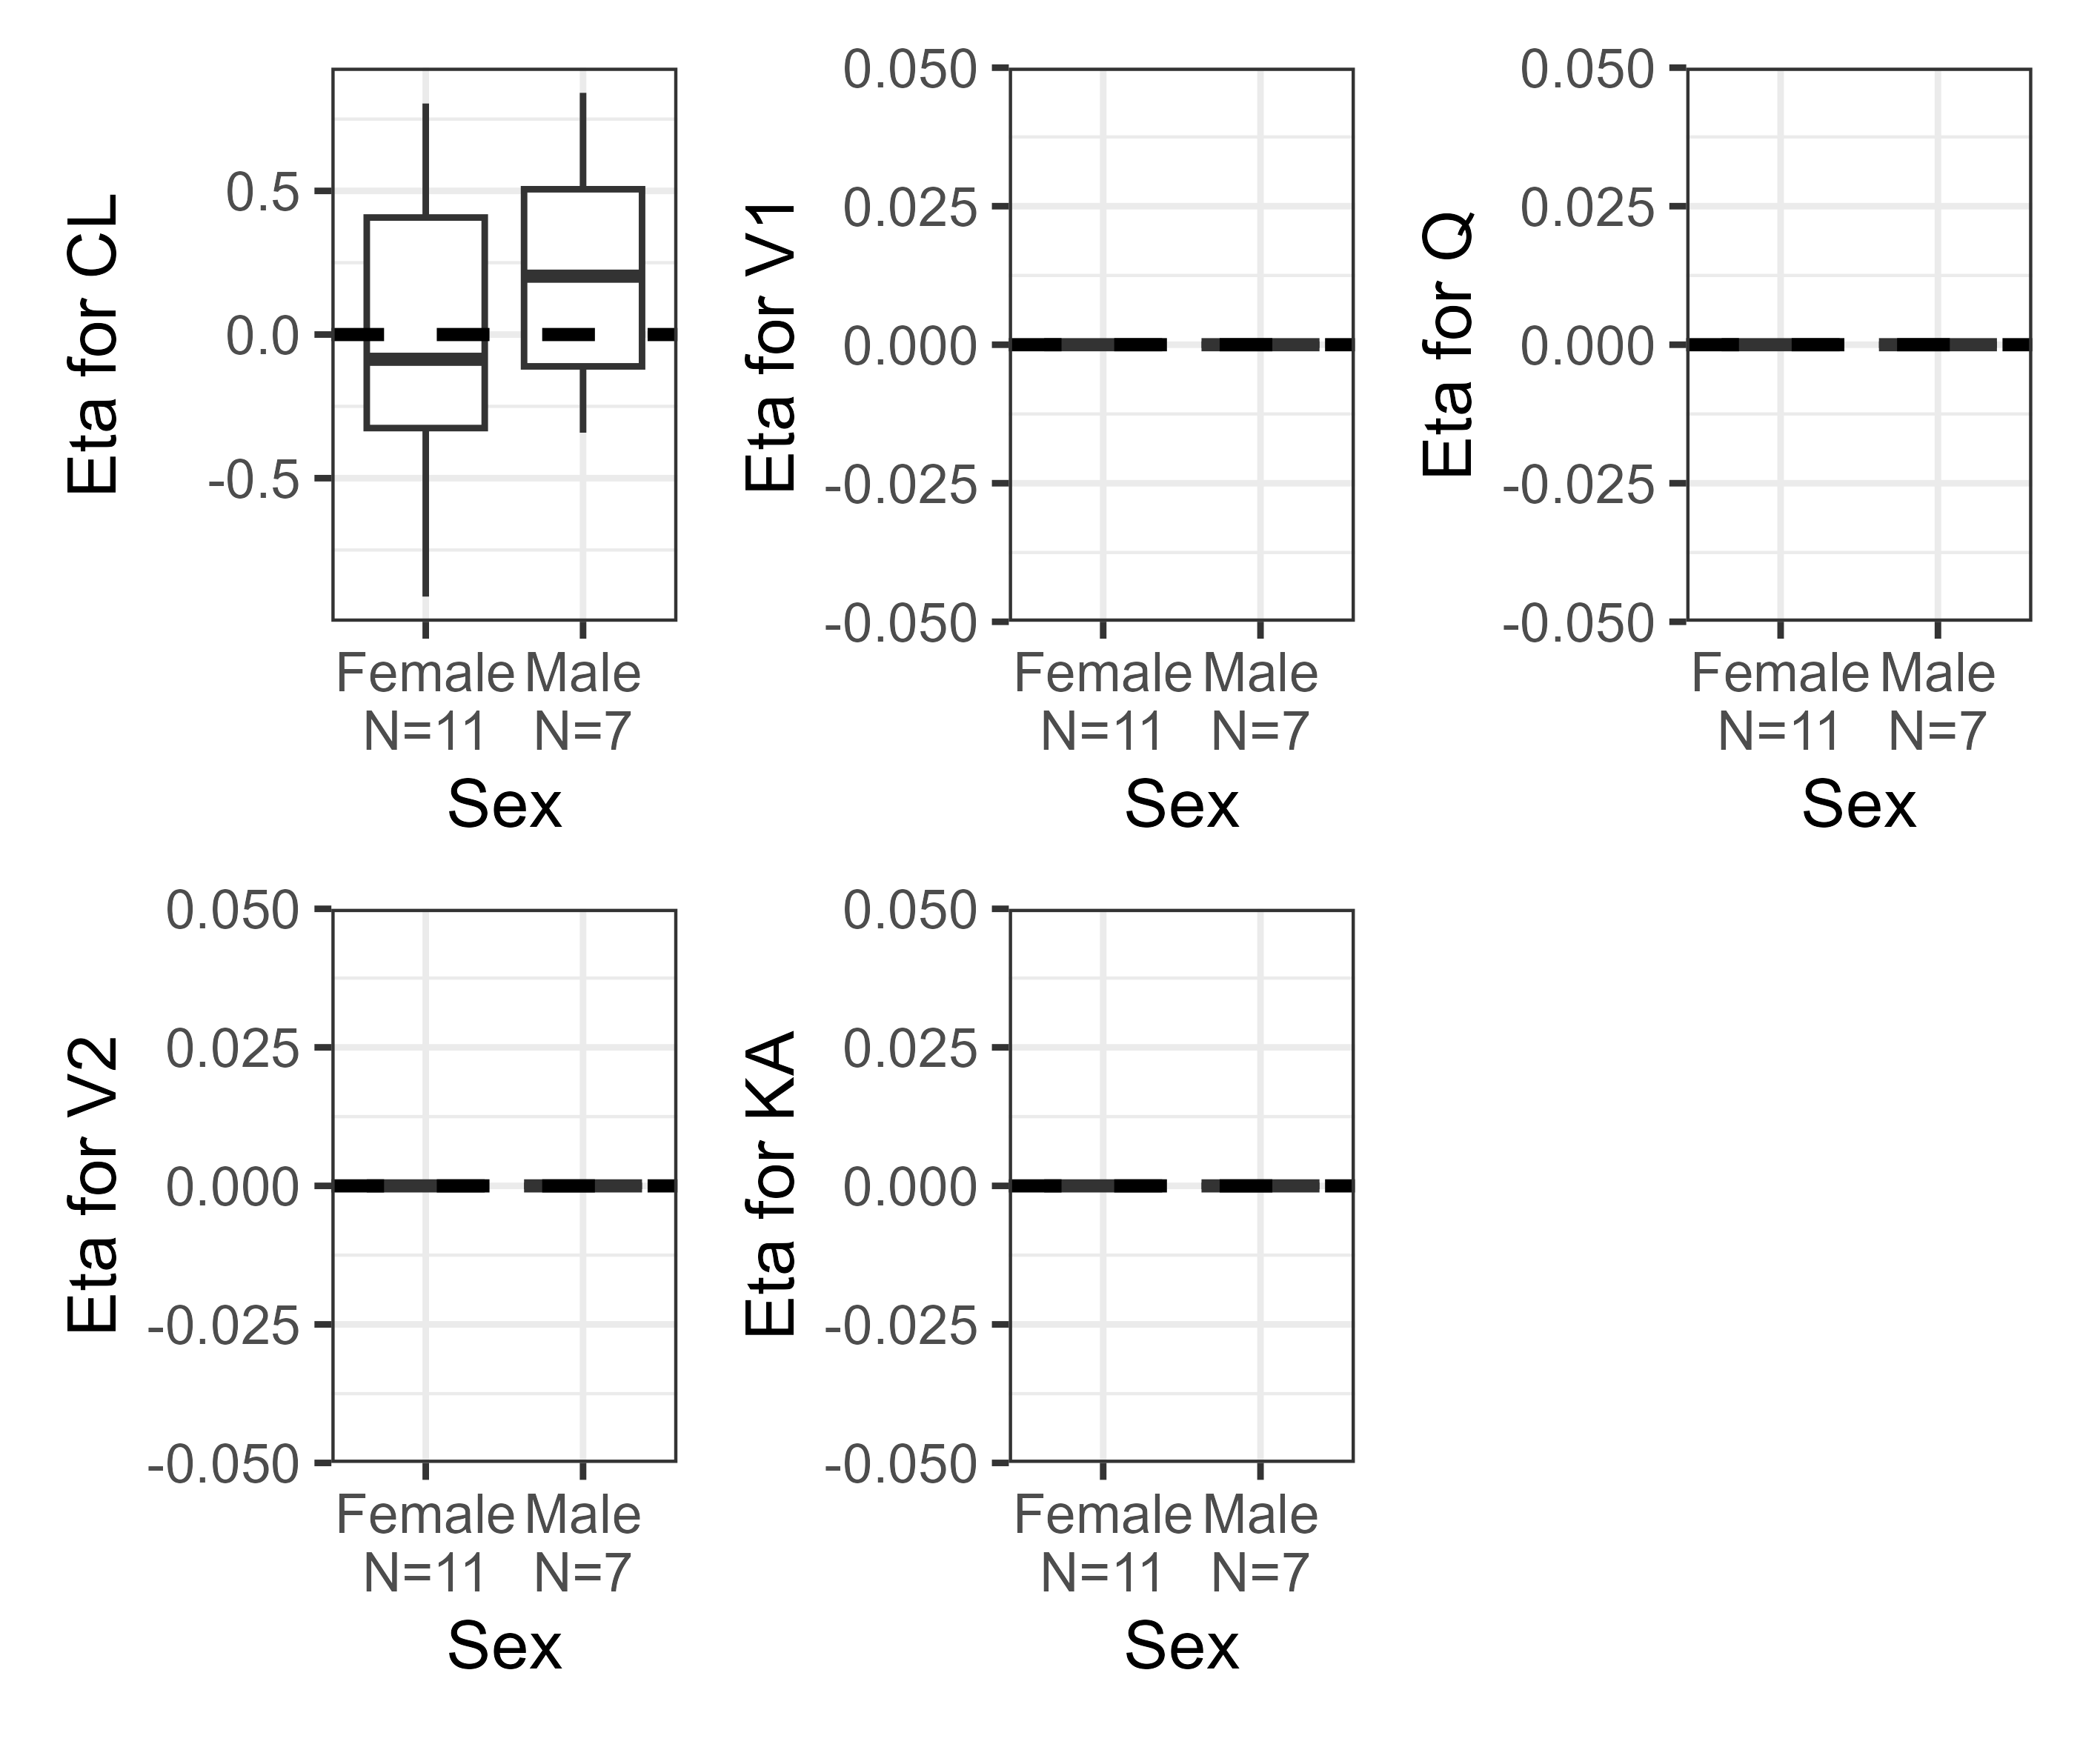 Eta for CL
0.5
0.0
-0.5
Female Male
N=11 N=7
Sex
Eta for V1
0.050
0.025
0.000
-0.025
-0.050
Female Male
N=11 N=7
Sex
Eta for Q
0.050
0.025
0.000
-0.025
-0.050
Female Male
N=11 N=7
Sex
Eta for V2
0.050
0.025
0.000
-0.025
-0.050
Female Male
N=11 N=7
Sex
Eta for KA
0.050
0.025
0.000
-0.025
-0.050
Female Male
N=11 N=7
Sex